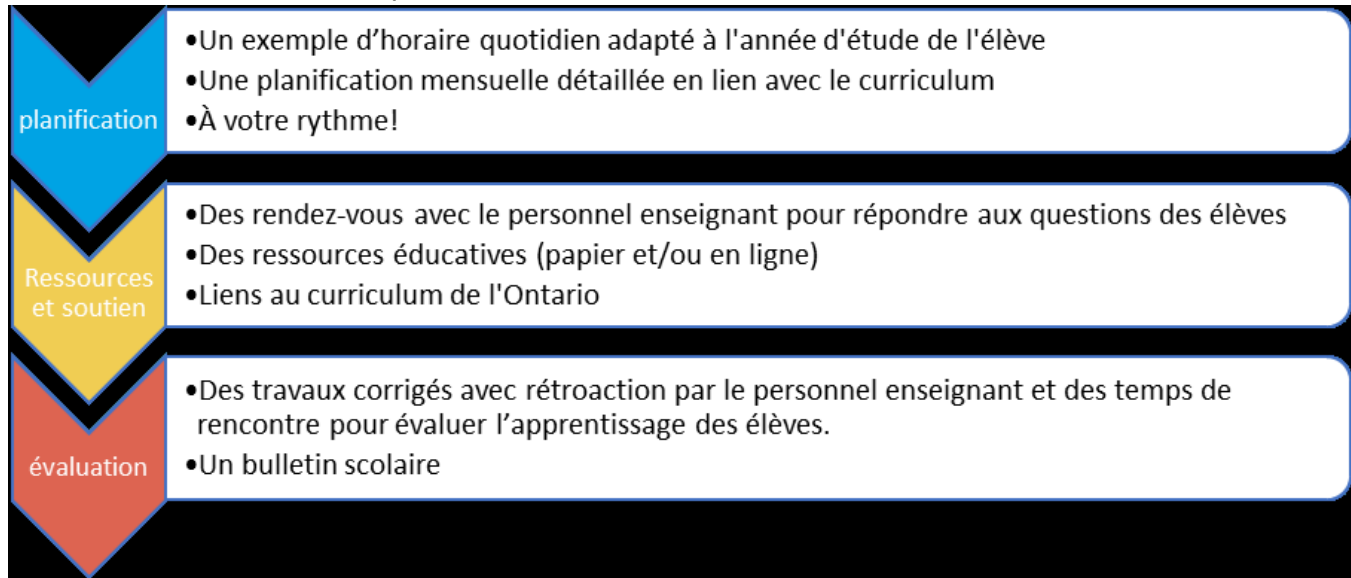 planification
•Un exemple d’horaire quotidien adapté à l'année d'étude de l'élève
•Une planification mensuelle détaillée en lien avec le curriculum
•À votre rythme!
Ressources
et soutien
•Des rendez-vous avec le personnel enseignant pour répondre aux questions des élèves
•Des ressources éducatives (papier et/ou en ligne)
•Liens au curriculum de l'Ontario
évaluation
•Des travaux corrigés avec rétroaction par le personnel enseignant et des temps de
rencontre pour évaluer l’apprentissage des élèves.
•Un bulletin scolaire